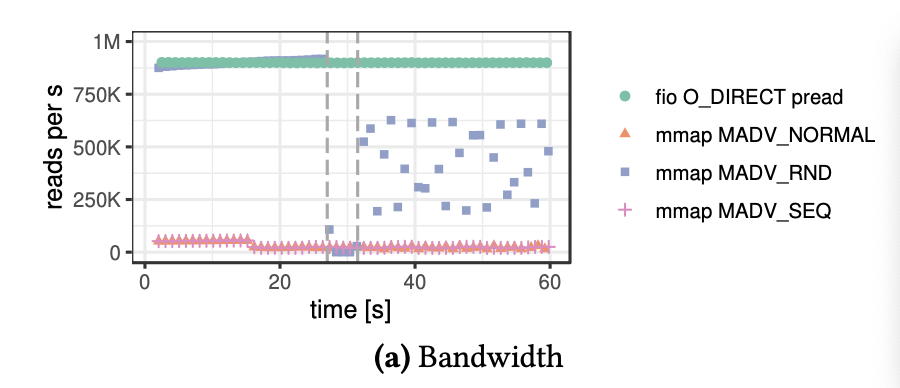 1M
750K
500K
250K
0
reads per s
0 20 40 60
time [s]
fio O_DIRECT pread
mmap MADV_NORMAL
mmap MADV_RND
mmap MADV_SEQ
(a) Bandwidth